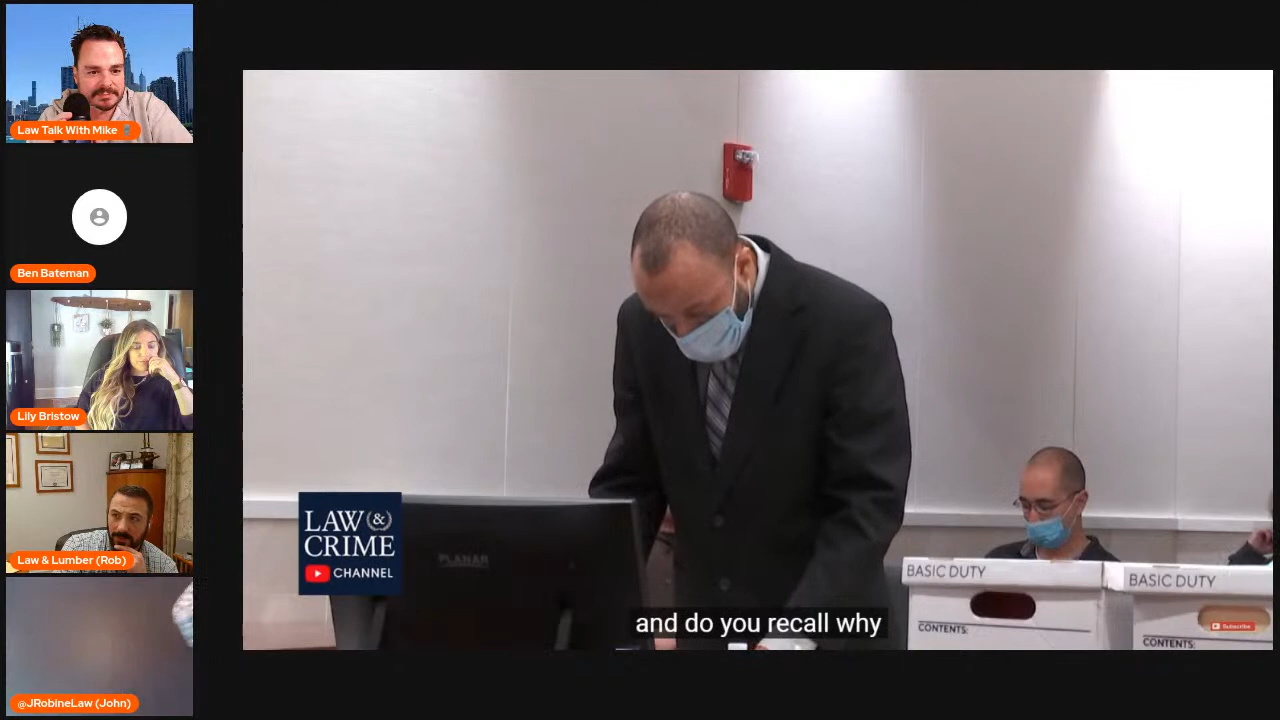 Law Talk With Mike
Ben Bateman
Lily Bristow
Law & Lumber (Rob)
@JRobineLaw (John)
LAW &
CRIME
CHANNEL
PLANAR
and do you recall why
BASIC DUTY
CONTENTS:
BASIC DUTY
Subscribe
CONTENTS: